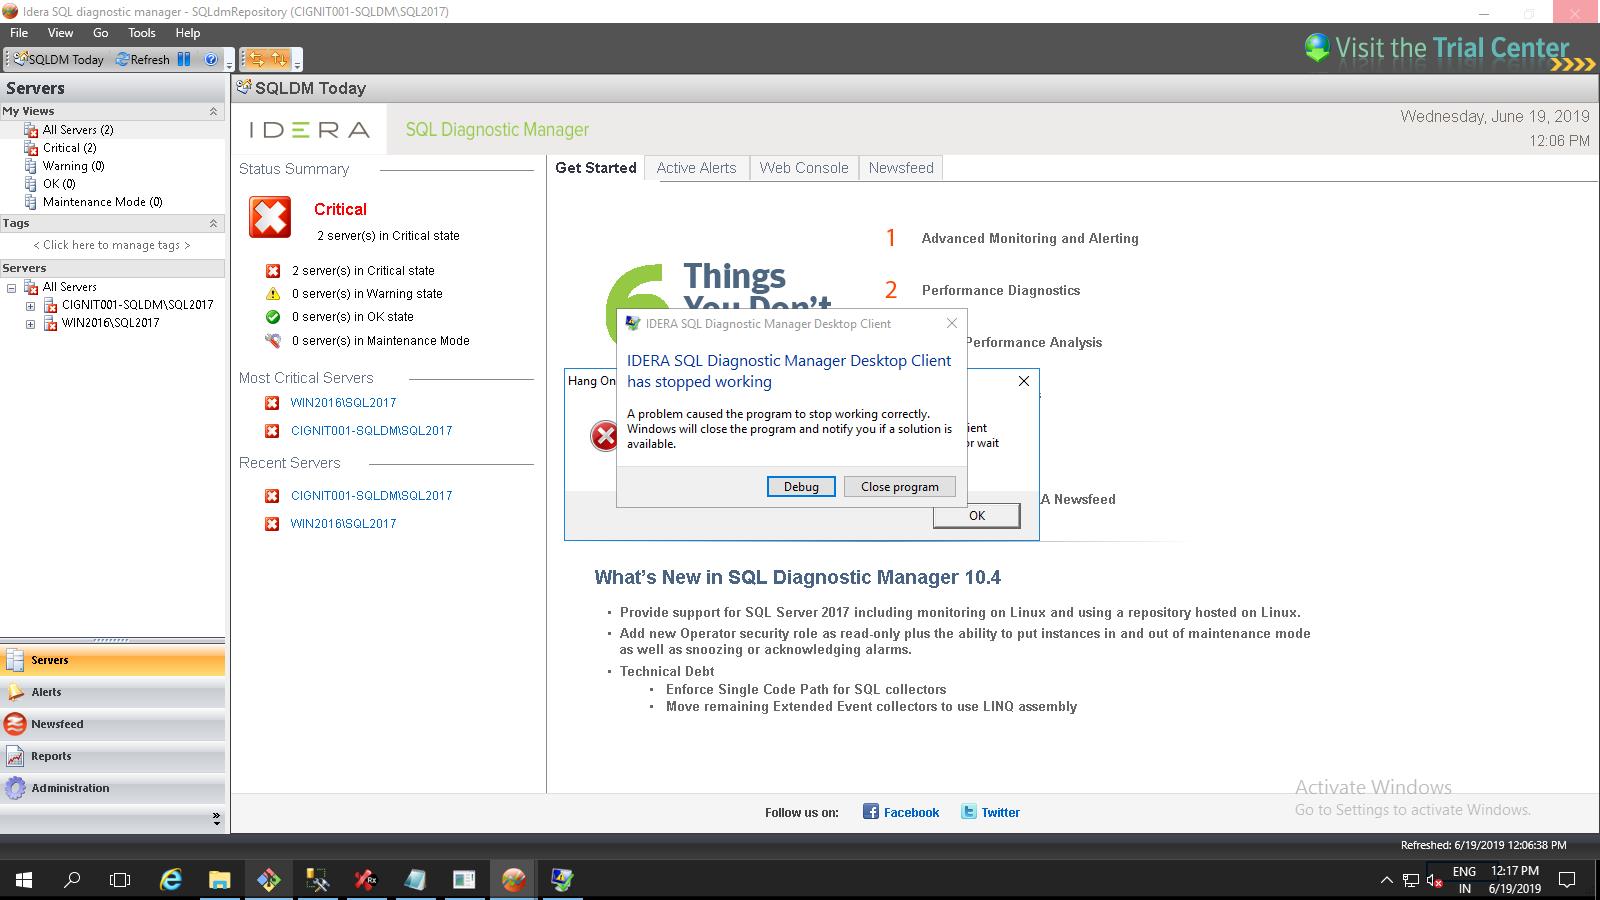 Idera SQL diagnostic manager - SQLdmRepository (CIGNIT001-SQLDM\SQL2017)
File View Go Tools Help
SQLDM Today Refresh
Visit the Trial Center
Servers
My Views
All Servers (2)
Critical (2)
Warning (0)
OK (0)
Maintenance Mode (0)
Tags
< Click here to manage tags >
Servers
All Servers
CIGNIT001-SQLDM\SQL2017
WIN2016\SQL2017
Servers
Alerts
Newsfeed
Reports
Administration
SQLDM Today
IDERA
SQL Diagnostic Manager
Wednesday, June 19, 2019
12:06 PM
Status Summary
Critical
2 server(s) in Critical state
2 server(s) in Critical state
0 server(s) in Warning state
0 server(s) in OK state
0 server(s) in Maintenance Mode
Most Critical Servers
WIN2016\SQL2017
CIGNIT001-SQLDM\SQL2017
Recent Servers
CIGNIT001-SQLDM\SQL2017
WIN2016\SQL2017
Get Started Active Alerts Web Console Newsfeed
6 Things
You Don't
1 Advanced Monitoring and Alerting
2 Performance Diagnostics
Performance Analysis
A Newsfeed
Hang On
ient
or wait
OK
IDERA SQL Diagnostic Manager Desktop Client
IDERA SQL Diagnostic Manager Desktop Client
has stopped working
A problem caused the program to stop working correctly.
Windows will close the program and notify you if a solution is
available.
Debug Close program
What's New in SQL Diagnostic Manager 10.4
• Provide support for SQL Server 2017 including monitoring on Linux and using a repository hosted on Linux.
• Add new Operator security role as read-only plus the ability to put instances in and out of maintenance mode
as well as snoozing or acknowledging alarms.
• Technical Debt
• Enforce Single Code Path for SQL collectors
• Move remaining Extended Event collectors to use LINQ assembly
Activate Windows
Go to Settings to activate Windows.
Follow us on: Facebook Twitter
Refreshed: 6/19/2019 12:06:38 PM
ENG
IN
12:17 PM
6/19/2019